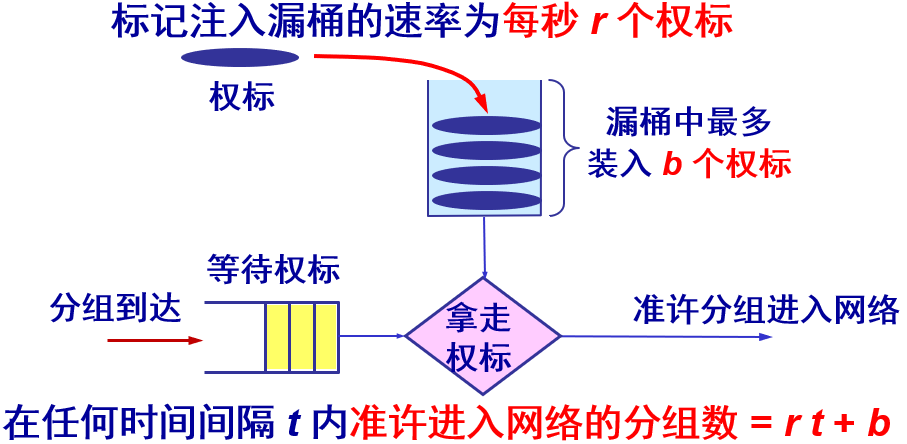 标记注入漏桶的速率为每秒 r 个权标
权标
漏桶中最多
装入 b 个权标
等待权标
分组到达
拿走
权标
准许分组进入网络
在任何时间间隔 t 内准许进入网络的分组数 = r t + b